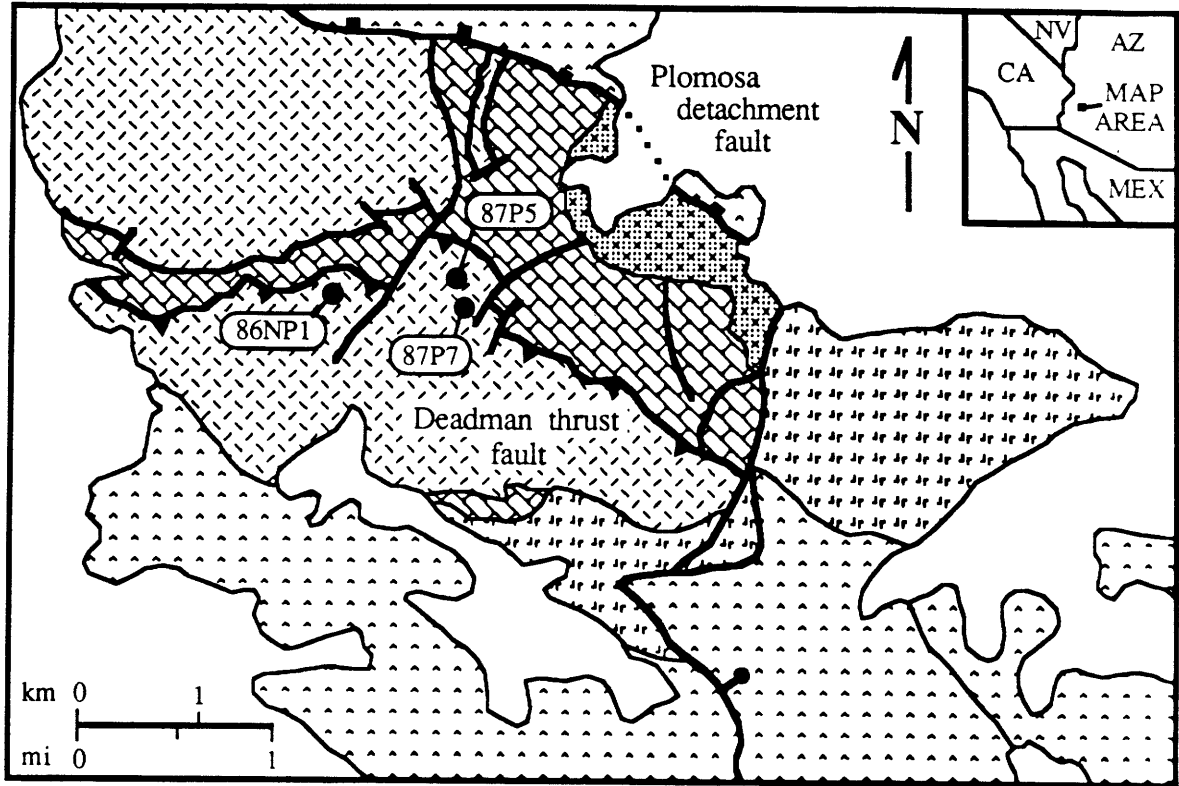 NV
AZ
CA
MAP
AREA
MEX
Plomosa
detachment
fault
N
87P5
86NP1
87P7
Deadman thrust
fault
km 0 1
mi 0 1